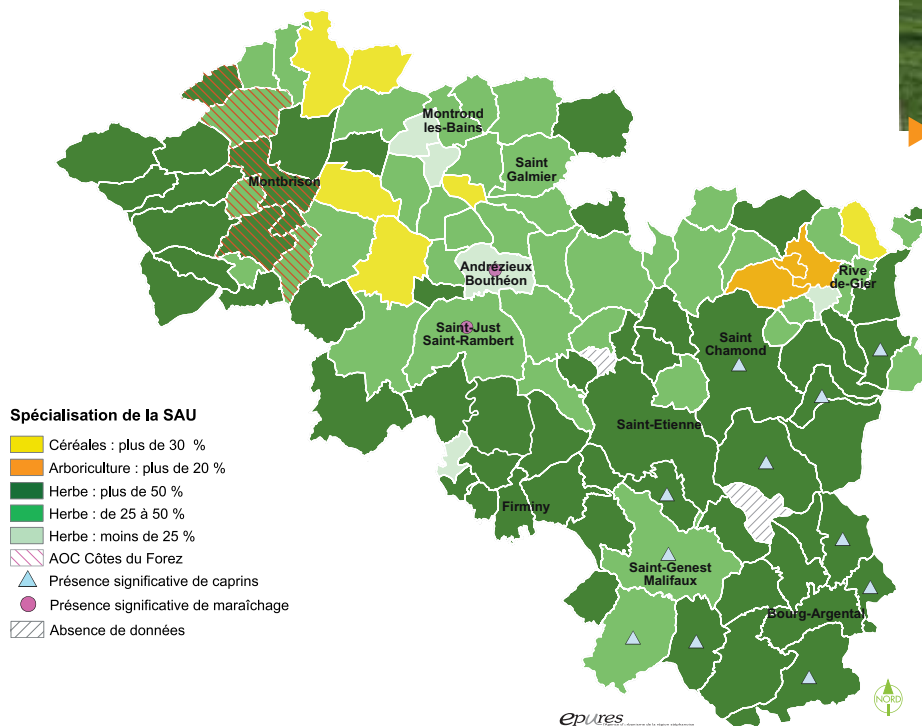 Montrond
les-Bains
Saint
Galmier
Montbrison
Andrézieux
Bouthéon
Rive
de-Gier
Saint-Just
Saint-Rambert
Saint
Chamond
Saint-Etienne
Firminy
Saint-Genest
Malifaux
Bourg-Argental
Spécialisation de la SAU
Céréales : plus de 30 %
Arboriculture : plus de 20 %
Herbe : plus de 50 %
Herbe : de 25 à 50 %
Herbe : moins de 25 %
AOC Côtes du Forez
Présence significative de caprins
Présence significative de maraîchage
Absence de données
epures
NORD